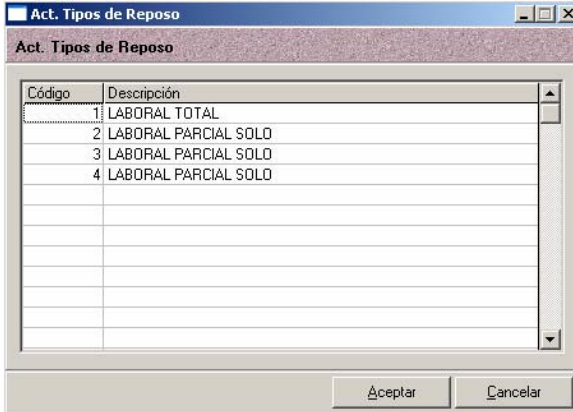 Act. Tipos de Reposo
Act. Tipos de Reposo
Código Descripción
1 LABORAL TOTAL
2 LABORAL PARCIAL SOLO
3 LABORAL PARCIAL SOLO
4 LABORAL PARCIAL SOLO
Aceptar Cancelar